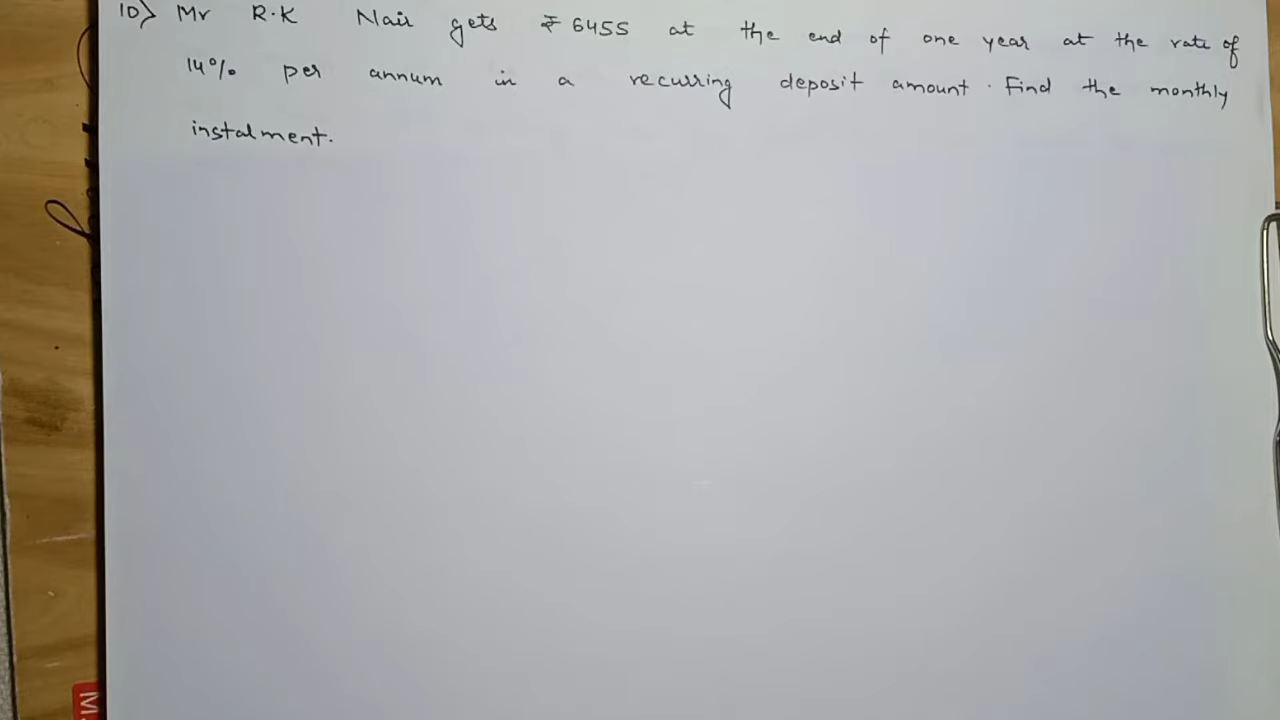 10) Mr R.K Nair gets ₹ 6455 at the end of one year at the rate of
14% per annum in a recurring deposit amount. Find the monthly
instalment.